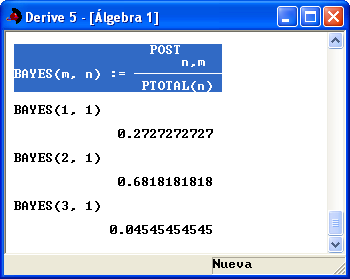 Derive 5 - [Álgebra 1]
POST
n,m
BAYES(m, n) :=
PTOTAL(n)
BAYES(1, 1)
0.2727272727
BAYES(2, 1)
0.6818181818
BAYES(3, 1)
0.04545454545
Nueva